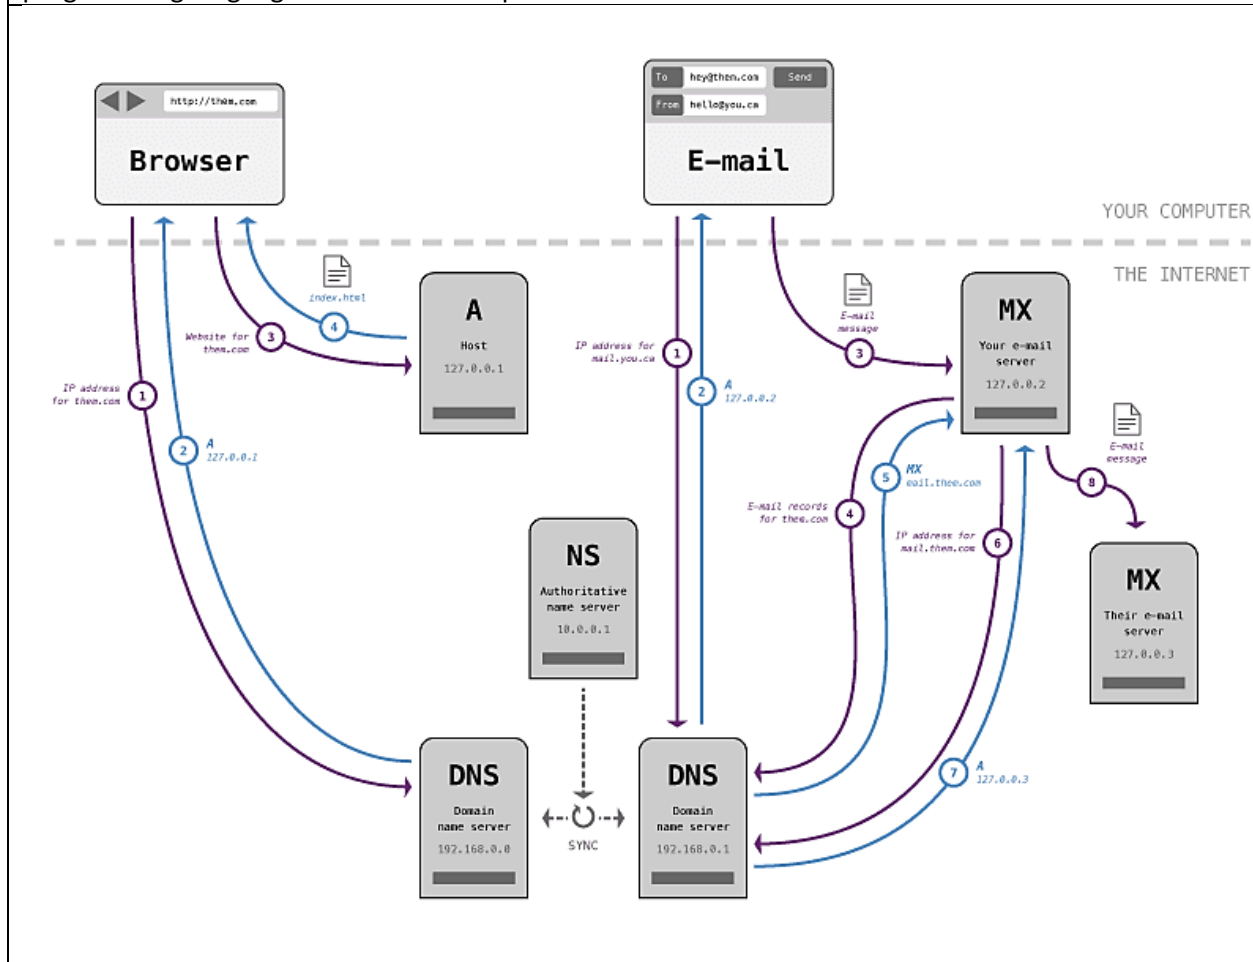 http://them.com
Browser
To
hey@them.com
Send
From
hello@you.ca
E-mail
YOUR COMPUTER
THE INTERNET
index.html
4
Website for
them.com
3
A
Host
127.0.0.1
IP address
for them.com
1
2
A
127.0.0.1
IP address for
mail.you.ca
1
2
A
127.0.0.2
E-mail
message
3
MX
Your e-mail
server
127.0.0.2
E-mail
message
8
5
MX
mail.them.com
E-mail records
for them.com
4
IP address for
mail.them.com
6
NS
Authoritative
name server
10.0.0.1
MX
Their e-mail
server
127.0.0.3
7
A
127.0.0.3
DNS
Domain
name server
192.168.0.0
SYNC
DNS
Domain
name server
192.168.0.1